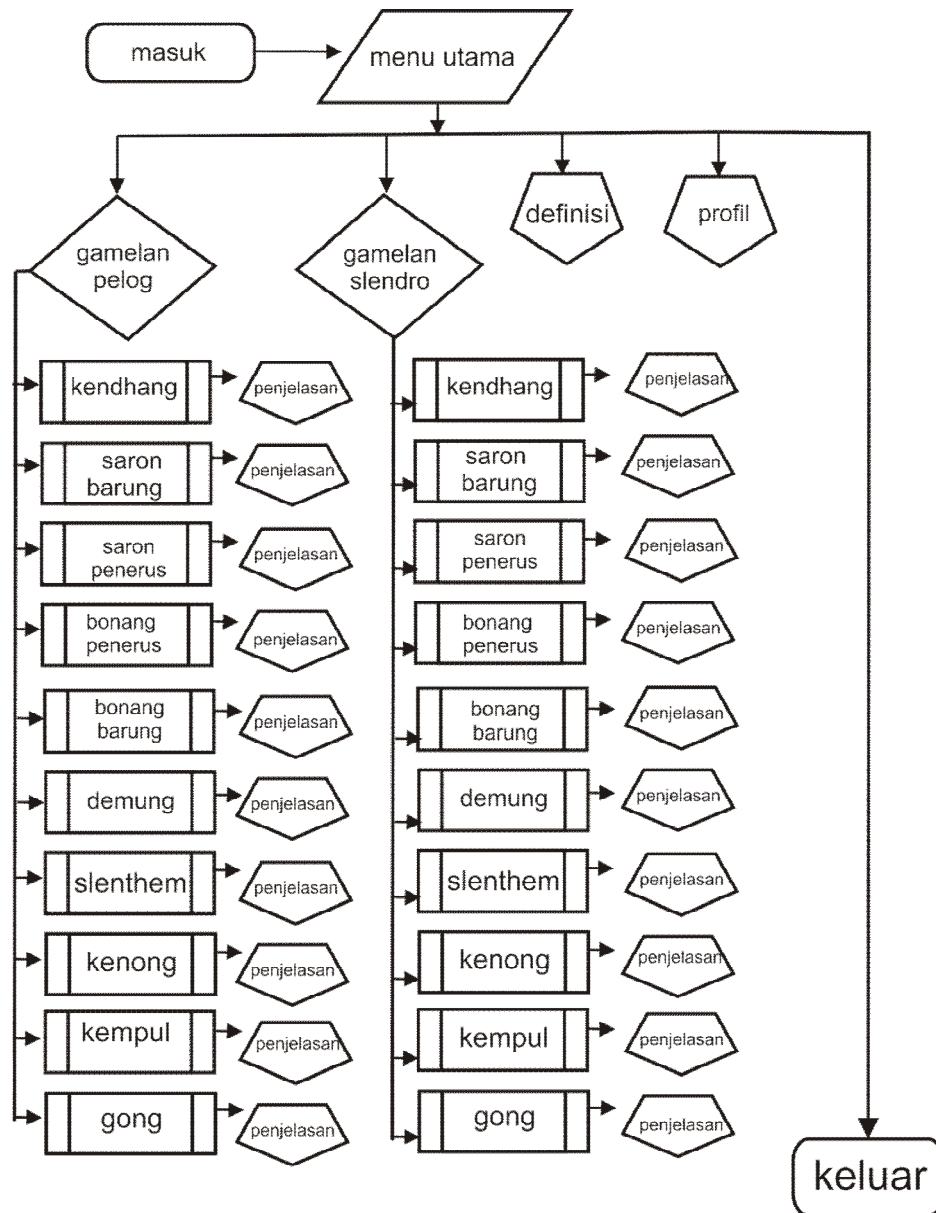 masuk
menu utama
gamelan
pelog
gamelan
slendro
definisi
profil
kendhang
penjelasan
saron
barung
penjelasan
saron
penerus
penjelasan
bonang
penerus
penjelasan
bonang
barung
penjelasan
demung
penjelasan
slenthem
penjelasan
kenong
penjelasan
kempul
penjelasan
gong
penjelasan
kendhang
penjelasan
saron
barung
penjelasan
saron
penerus
penjelasan
bonang
penerus
penjelasan
bonang
barung
penjelasan
demung
penjelasan
slenthem
penjelasan
kenong
penjelasan
kempul
penjelasan
gong
penjelasan
keluar